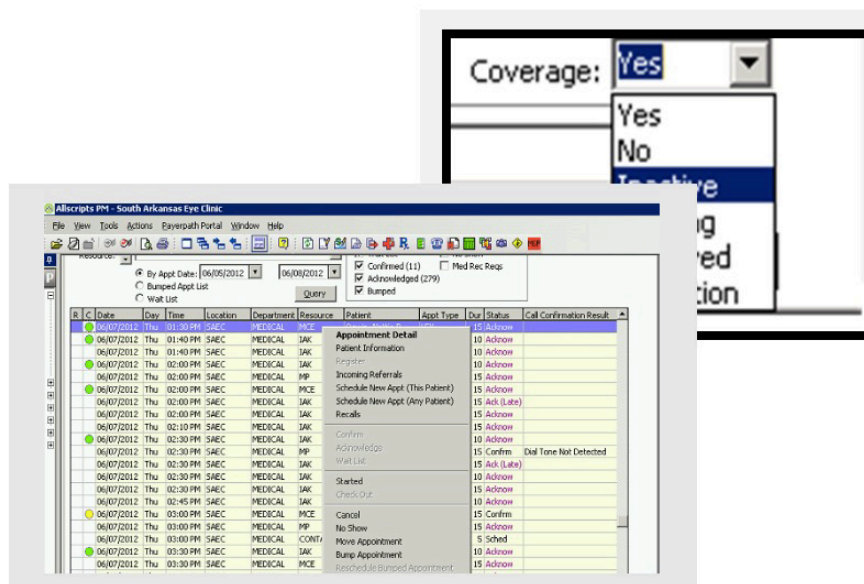 Coverage: Yes
Yes
No
Inactive
Allscripts PM - South Arkansas Eye Clinic
File View Tools Actions Payerpath Portal Window Help
Resource:
By Appt Date: 06/05/2012 06/08/2012
Bumped Appt List
Wait List
Query
Confirmed (11) Med Rec Reqs
Acknowledged (279)
Bumped
R C Date Day Time Location Department Resource Patient Appt Type Dur Status Call Confirmation Result
06/07/2012 Thu 01:30 PM SAEC MEDICAL MCE 15 Acknow
06/07/2012 Thu 01:40 PM SAEC MEDICAL IAK 10 Acknow
06/07/2012 Thu 01:40 PM SAEC MEDICAL IAK 10 Acknow
06/07/2012 Thu 02:00 PM SAEC MEDICAL IAK 10 Acknow
06/07/2012 Thu 02:00 PM SAEC MEDICAL MP 15 Acknow
06/07/2012 Thu 02:00 PM SAEC MEDICAL MCE 15 Acknow
06/07/2012 Thu 02:00 PM SAEC MEDICAL IAK 15 Ack (Late)
06/07/2012 Thu 02:00 PM SAEC MEDICAL IAK 15 Acknow
06/07/2012 Thu 02:10 PM SAEC MEDICAL IAK 15 Acknow
06/07/2012 Thu 02:30 PM SAEC MEDICAL IAK 10 Acknow
06/07/2012 Thu 02:30 PM SAEC MEDICAL MP 15 Confrm Dial Tone Not Detected
06/07/2012 Thu 02:30 PM SAEC MEDICAL IAK 15 Ack (Late)
06/07/2012 Thu 02:30 PM SAEC MEDICAL IAK 10 Acknow
06/07/2012 Thu 02:45 PM SAEC MEDICAL IAK 10 Acknow
06/07/2012 Thu 03:00 PM SAEC MEDICAL MCE 15 Confrm
06/07/2012 Thu 03:00 PM SAEC MEDICAL MP 15 Acknow
06/07/2012 Thu 03:00 PM SAEC MEDICAL 5 Sched
06/07/2012 Thu 03:30 PM SAEC MEDICAL IAK 10 Acknow
06/07/2012 Thu 03:30 PM SAEC MEDICAL MCE 15 Acknow
Appointment Detail
Patient Information
Register
Incoming Referrals
Schedule New Appt (This Patient)
Schedule New Appt (Any Patient)
Recalls
Confirm
Acknowledge
Wait List
Started
Check Out
Cancel
No Show
Move Appointment
Bump Appointment
Reschedule Bumped Appointment